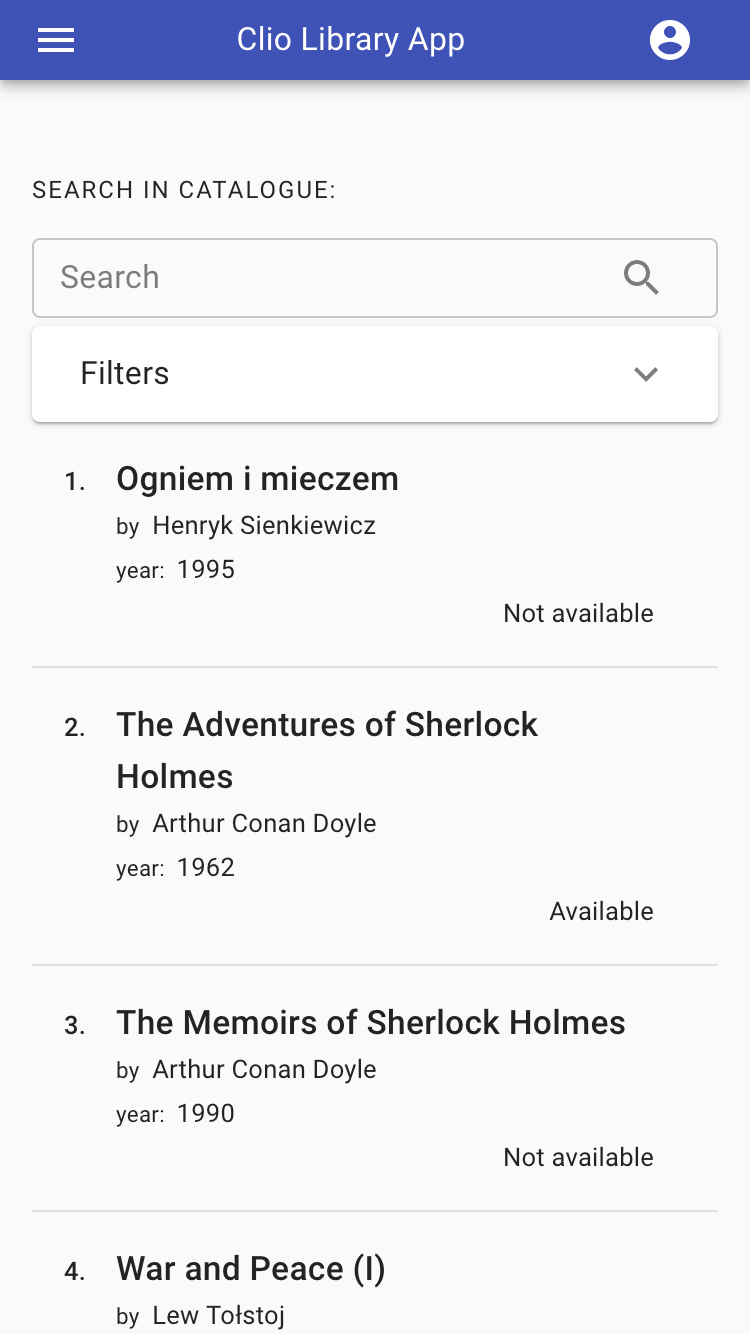 Clio Library App
SEARCH IN CATALOGUE:
Search
Filters
1. Ogniem i mieczem
by Henryk Sienkiewicz
year: 1995
Not available
2. The Adventures of Sherlock
Holmes
by Arthur Conan Doyle
year: 1962
Available
3. The Memoirs of Sherlock Holmes
by Arthur Conan Doyle
year: 1990
Not available
4. War and Peace (I)
by Lew Tołstoj